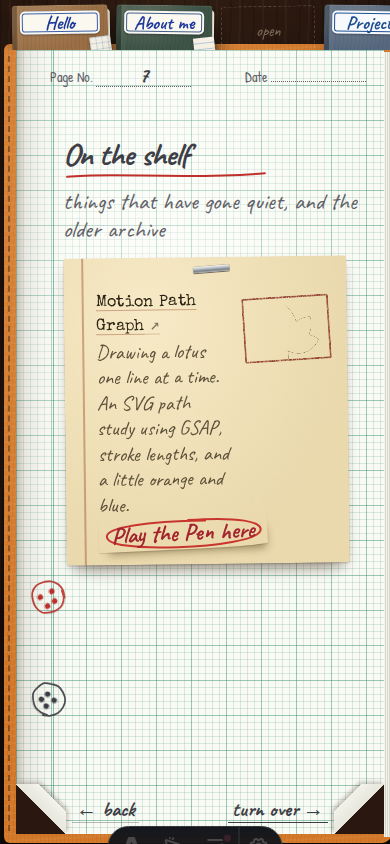 Hello
About me
open
Project
Page No. 7
Date
On the shelf
things that have gone quiet, and the
older archive
Motion Path
Graph ↗
Drawing a lotus
one line at a time.
An SVG path
study using GSAP,
stroke lengths, and
a little orange and
blue.
Play the Pen here
← back
turn over →